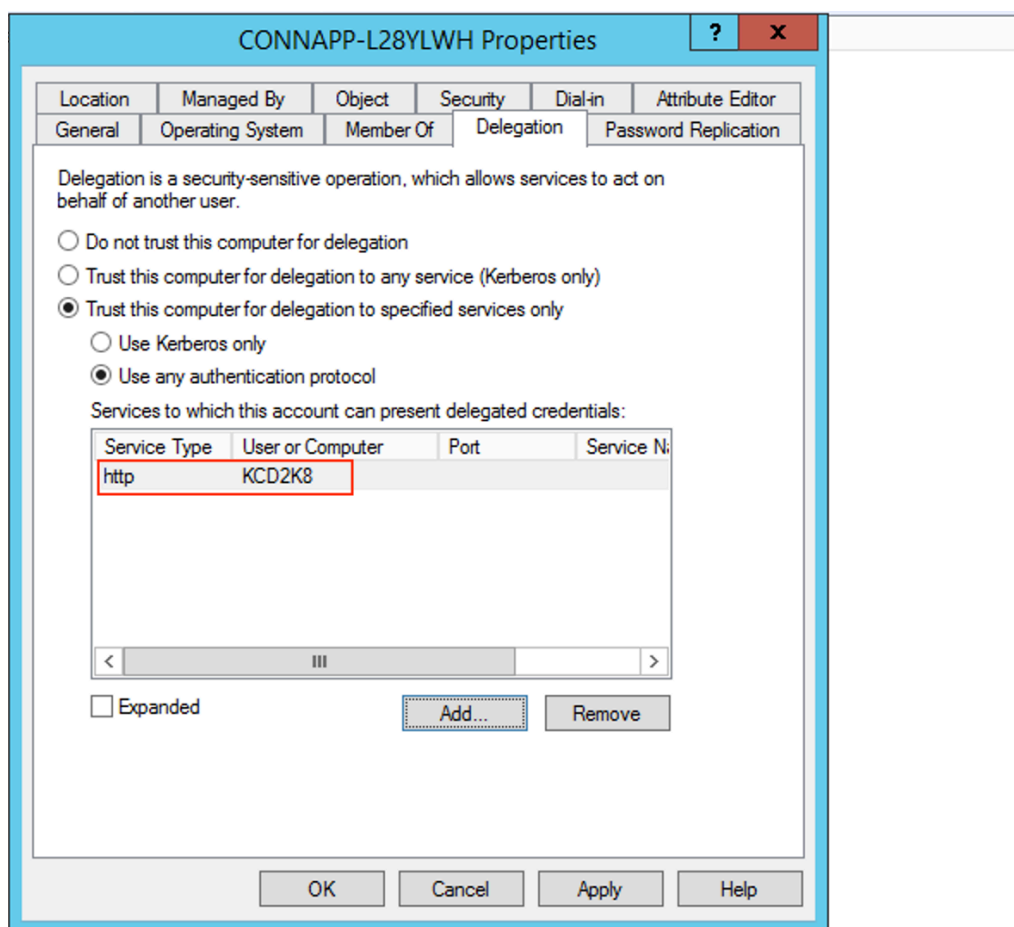 CONNAPP-L28YLWH Properties
?
x
Location Managed By Object Security Dial-in Attribute Editor
General Operating System Member Of Delegation Password Replication
Delegation is a security-sensitive operation, which allows services to act on
behalf of another user.
Do not trust this computer for delegation
Trust this computer for delegation to any service (Kerberos only)
Trust this computer for delegation to specified services only
Use Kerberos only
Use any authentication protocol
Services to which this account can present delegated credentials:
Service Type User or Computer Port Service Na
http KCD2K8
Expanded Add... Remove
OK Cancel Apply Help